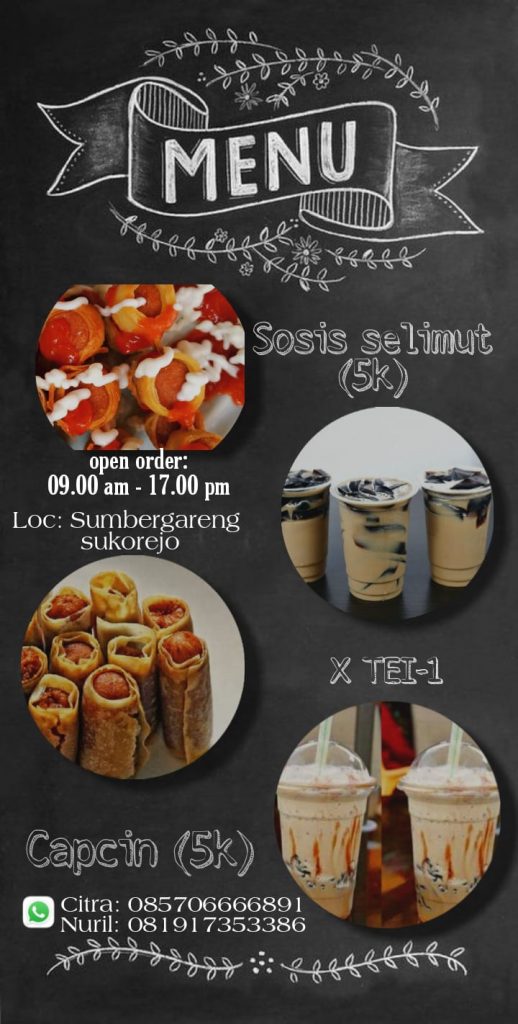 MENU
Sosis selimut
(5k)
open order:
09.00 am - 17.00 pm
Loc: Sumbergareng
sukorejo
X TEI-1
Capcin (5k)
Citra: 085706666891
Nuril: 081917353386